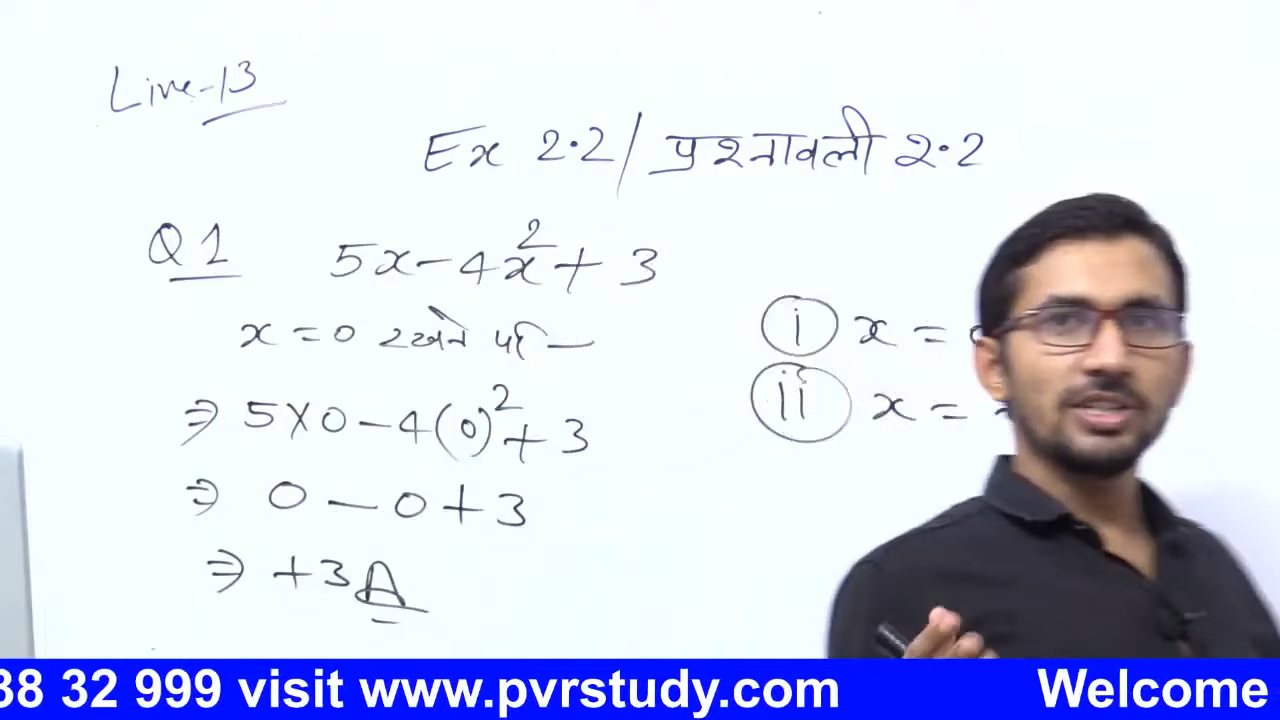 Live-13
Ex 2.2/ प्रश्नावली 2.2
Q1 5x-4x²+3
x=0 रखने पर —
⇒ 5×0-4(0)²+3
⇒ 0-0+3
⇒ +3 A
i x =
ii x =
38 32 999 visit www.pvrstudy.com Welcome